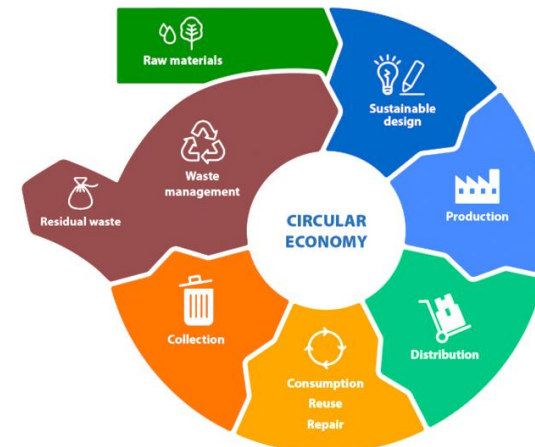 Raw materials
Sustainable
design
Production
Distribution
Consumption
Reuse
Repair
Collection
Waste
management
Residual waste
CIRCULAR
ECONOMY